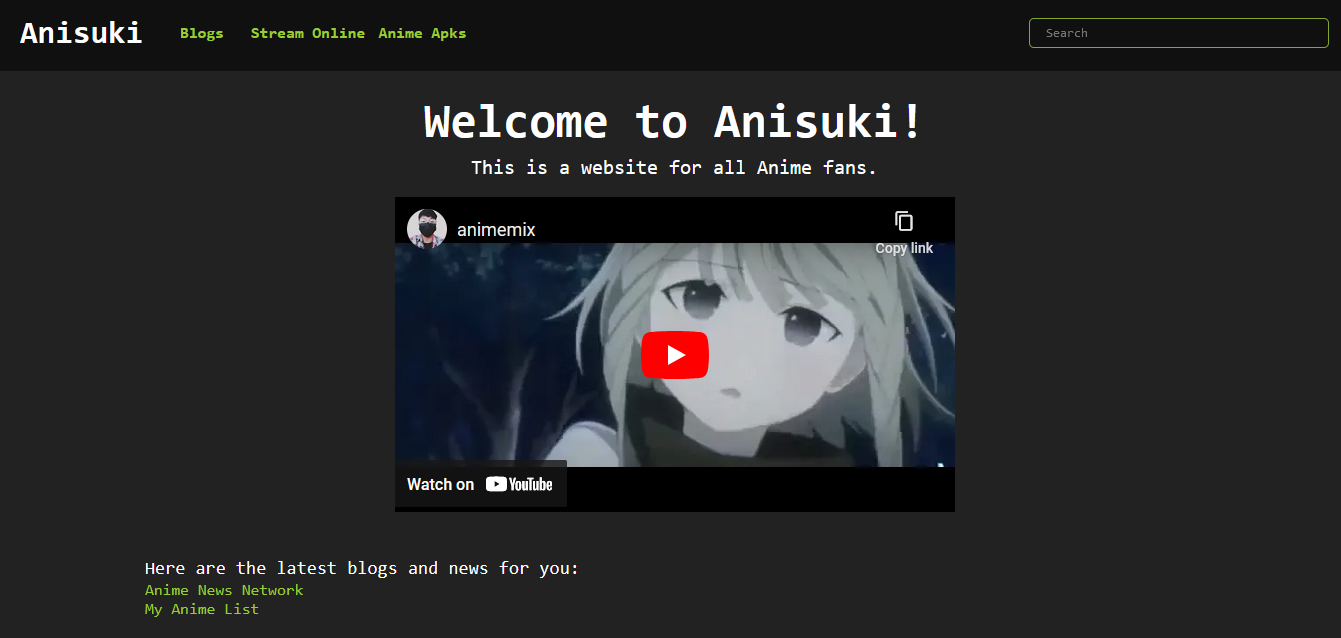 Anisuki Blogs Stream Online Anime Apks Search
Welcome to Anisuki!
This is a website for all Anime fans.
animemix
Copy link
Watch on YouTube
Here are the latest blogs and news for you:
Anime News Network
My Anime List